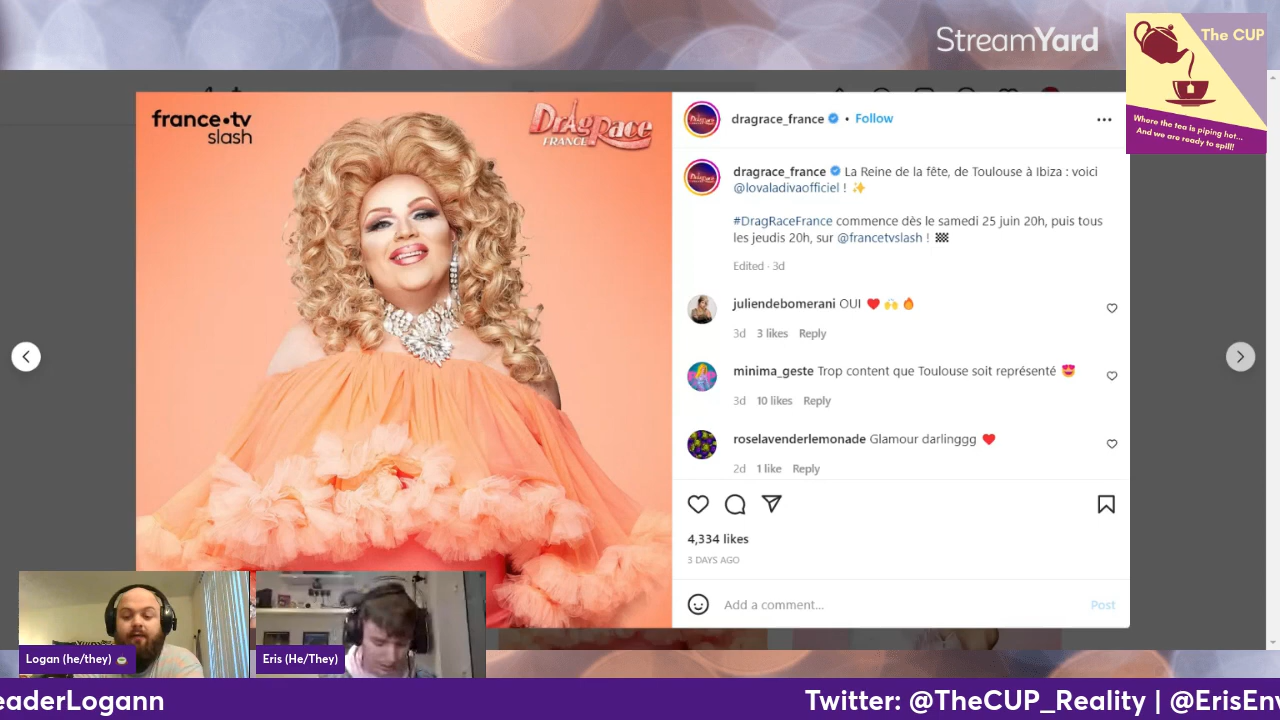 StreamYard
The CUP
Where the tea is piping hot...
And we are ready to spill!
france•tv
slash
Drag Race
FRANCE
dragrace_france • Follow
dragrace_france La Reine de la fête, de Toulouse à Ibiza : voici
@lovaladivaofficiel ! ✨
#DragRaceFrance commence dès le samedi 25 juin 20h, puis tous
les jeudis 20h, sur @francetvslash ! 🏁
Edited · 3d
juliendebomerani OUI ❤️ 🙌 🔥
3d 3 likes Reply
minima_geste Trop content que Toulouse soit représenté 😍
3d 10 likes Reply
roselavenderlemonade Glamour darlinggg ❤️
2d 1 like Reply
4,334 likes
3 DAYS AGO
Add a comment... Post
Logan (he/they) 🍵
Eris (He/They)
eaderLogann Twitter: @TheCUP_Reality | @ErisEnv